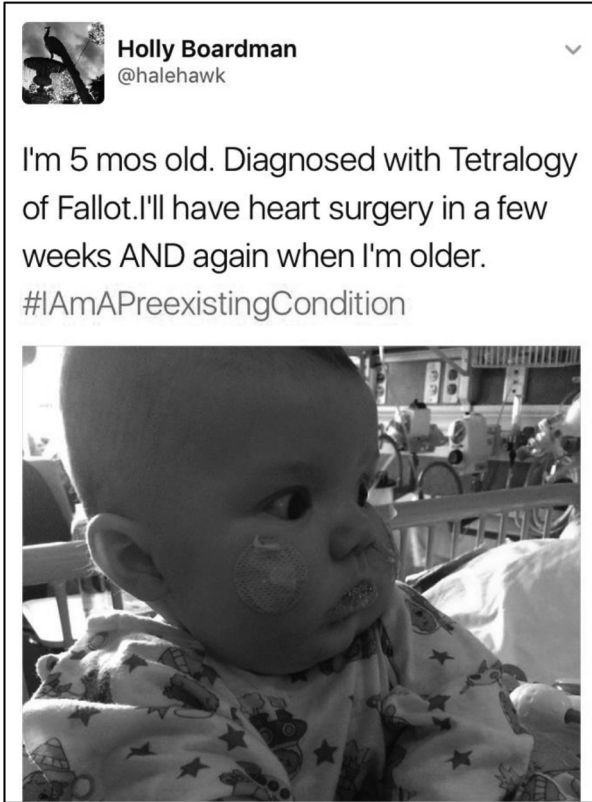 Holly Boardman
@halehawk
I'm 5 mos old. Diagnosed with Tetralogy
of Fallot.I'll have heart surgery in a few
weeks AND again when I'm older.
#IAmAPreexistingCondition